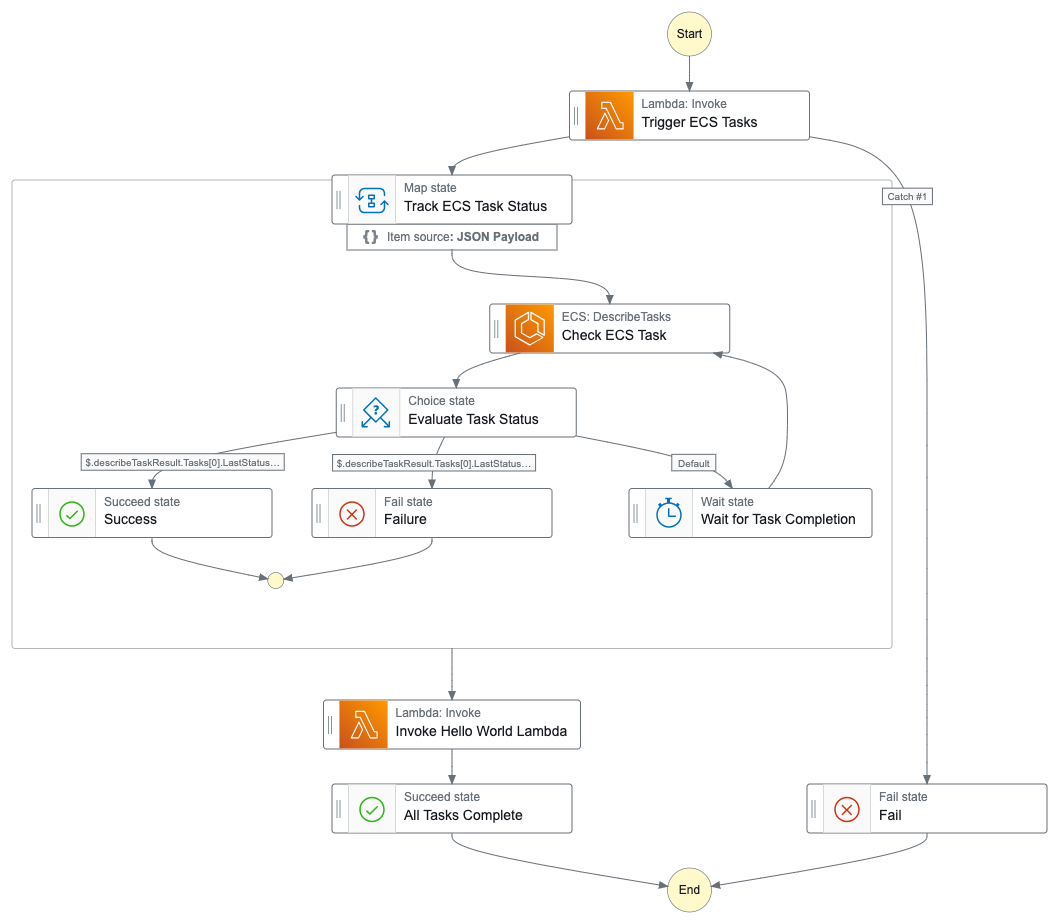 Start
Lambda: Invoke
Trigger ECS Tasks
Catch #1
Map state
Track ECS Task Status
{} Item source: JSON Payload
ECS: DescribeTasks
Check ECS Task
Choice state
Evaluate Task Status
$.describeTaskResult.Tasks[0].LastStatus...
$.describeTaskResult.Tasks[0].LastStatus...
Default
Succeed state
Success
Fail state
Failure
Wait state
Wait for Task Completion
Lambda: Invoke
Invoke Hello World Lambda
Succeed state
All Tasks Complete
Fail state
Fail
End